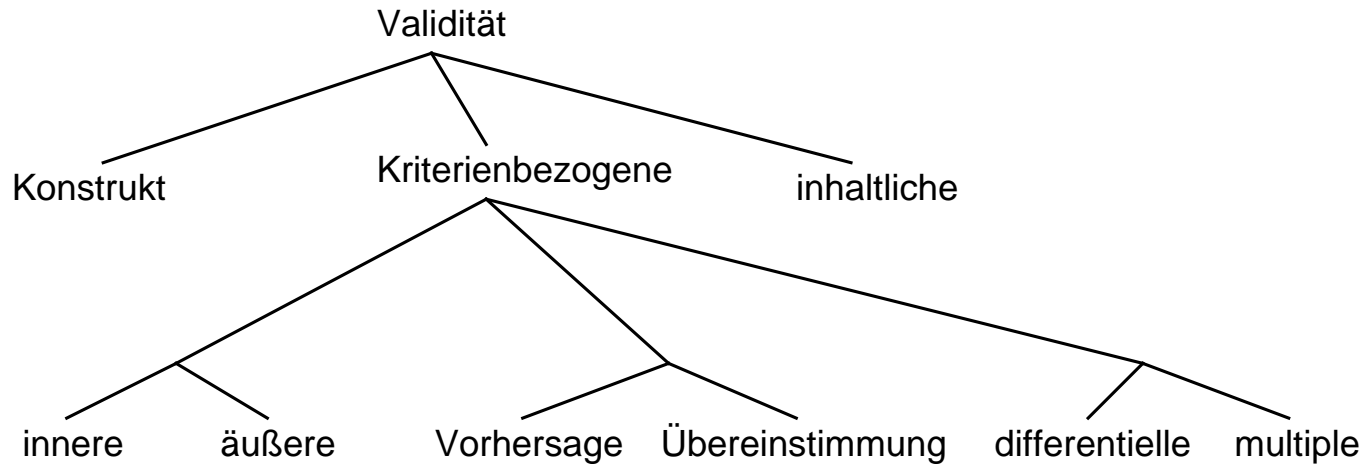 Validität
Konstrukt Kriterienbezogene inhaltliche
innere äußere Vorhersage Übereinstimmung differentielle multiple